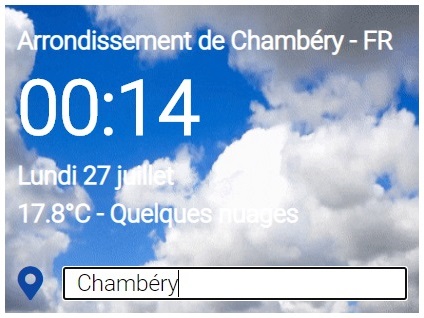 Arrondissement de Chambéry - FR
00:14
Lundi 27 juillet
17.8°C - Quelques nuages
Chambéry